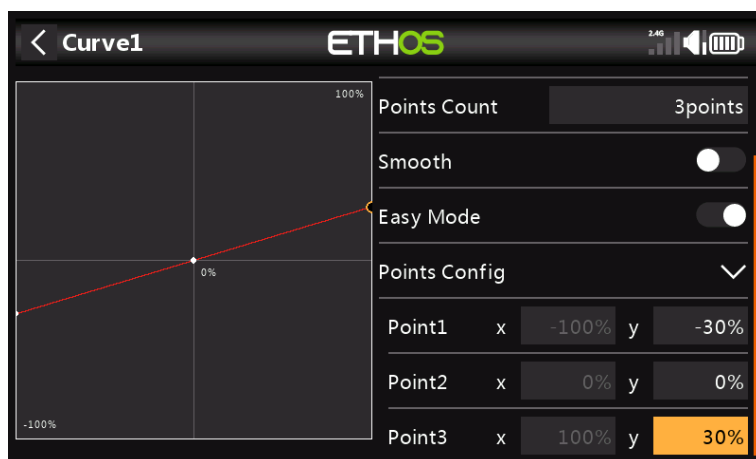 Curve1
ETHOS
2.4G
100%
0%
-100%
Points Count 3points
Smooth
Easy Mode
Points Config
Point1 x -100% y -30%
Point2 x 0% y 0%
Point3 x 100% y 30%